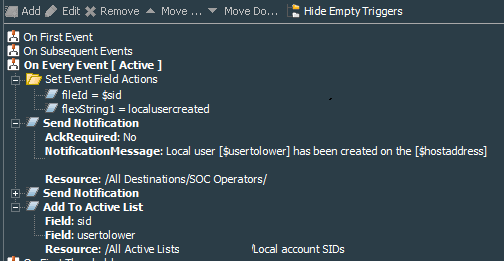 Add Edit Remove Move ... Move Do... Hide Empty Triggers
On First Event
On Subsequent Events
On Every Event [ Active ]
Set Event Field Actions
fileId = $sid
flexString1 = localusercreated
Send Notification
AckRequired: No
NotificationMessage: Local user [$usertolower] has been created on the [$hostaddress]
Resource: /All Destinations/SOC Operators/
Send Notification
Add To Active List
Field: sid
Field: usertolower
Resource: /All Active Lists /Local account SIDs
On First